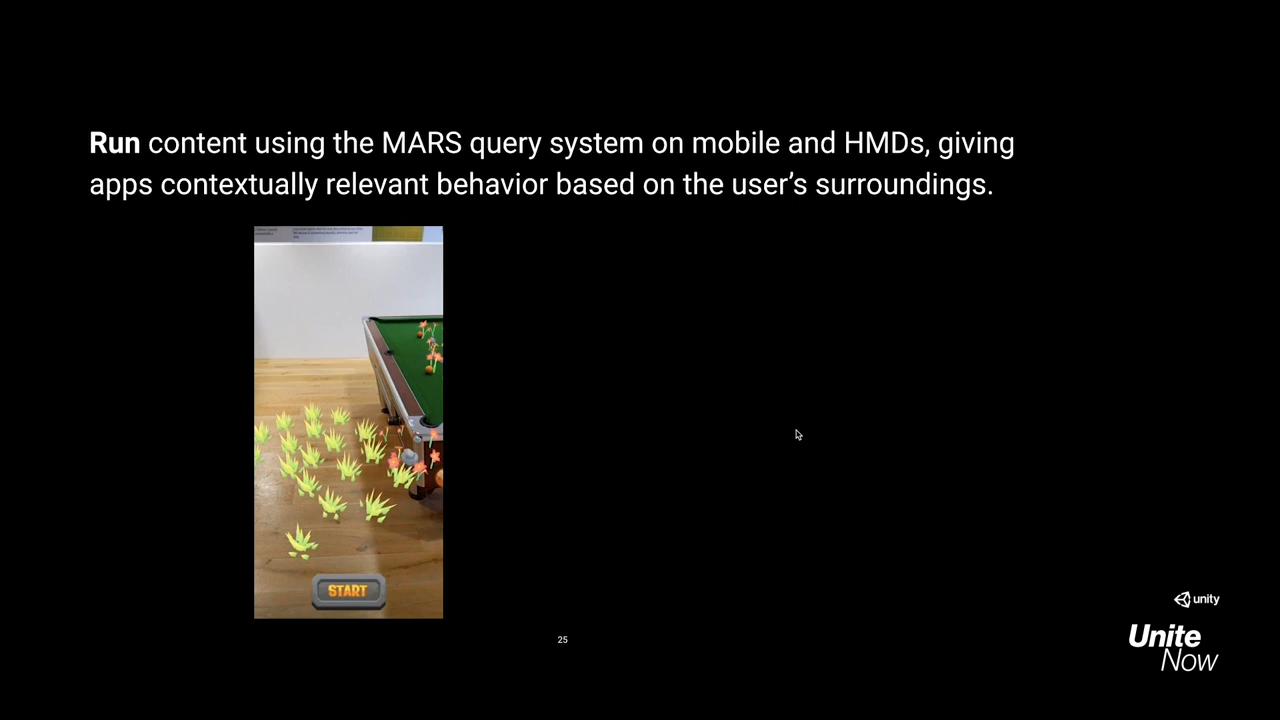 Run content using the MARS query system on mobile and HMDs, giving
apps contextually relevant behavior based on the user’s surroundings.
START
25
unity
Unite
Now